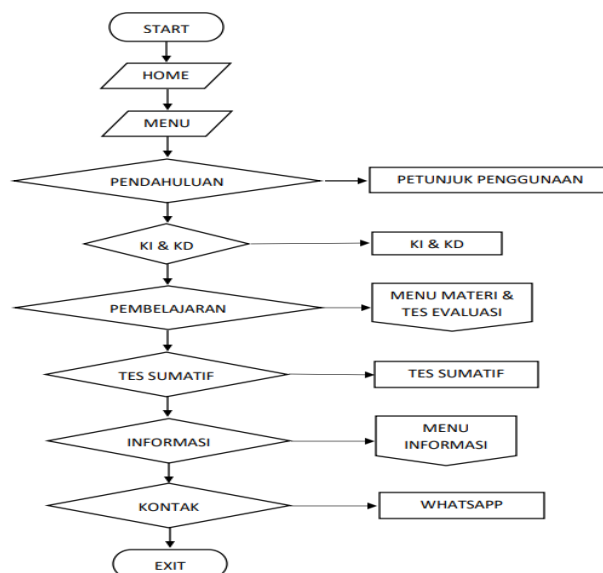 START
HOME
MENU
PENDAHULUAN
PETUNJUK PENGGUNAAN
KI & KD
KI & KD
PEMBELAJARAN
MENU MATERI &
TES EVALUASI
TES SUMATIF
TES SUMATIF
INFORMASI
MENU
INFORMASI
KONTAK
WHATSAPP
EXIT